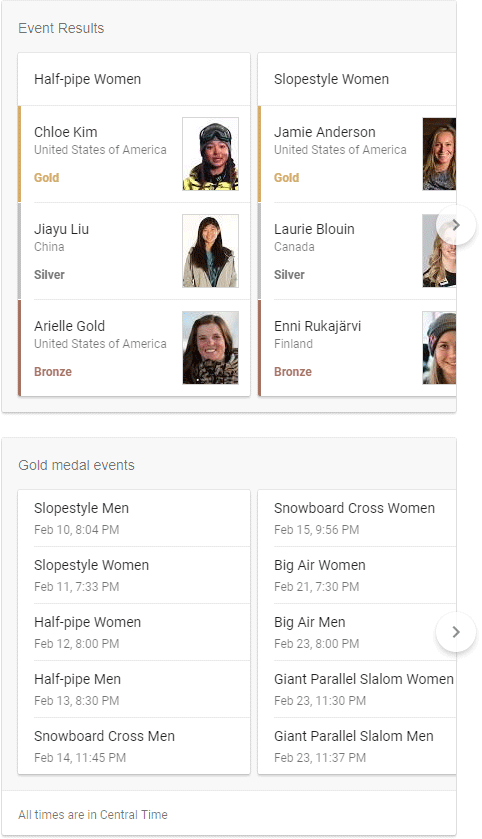 Event Results
Half-pipe Women
Chloe Kim
United States of America
Gold
Jiayu Liu
China
Silver
Arielle Gold
United States of America
Bronze
Slopestyle Women
Jamie Anderson
United States of America
Gold
Laurie Blouin
Canada
Silver
Enni Rukajärvi
Finland
Bronze
Gold medal events
Slopestyle Men
Feb 10, 8:04 PM
Slopestyle Women
Feb 11, 7:33 PM
Half-pipe Women
Feb 12, 8:00 PM
Half-pipe Men
Feb 13, 8:30 PM
Snowboard Cross Men
Feb 14, 11:45 PM
Snowboard Cross Women
Feb 15, 9:56 PM
Big Air Women
Feb 21, 7:30 PM
Big Air Men
Feb 23, 8:00 PM
Giant Parallel Slalom Women
Feb 23, 11:30 PM
Giant Parallel Slalom Men
Feb 23, 11:37 PM
All times are in Central Time